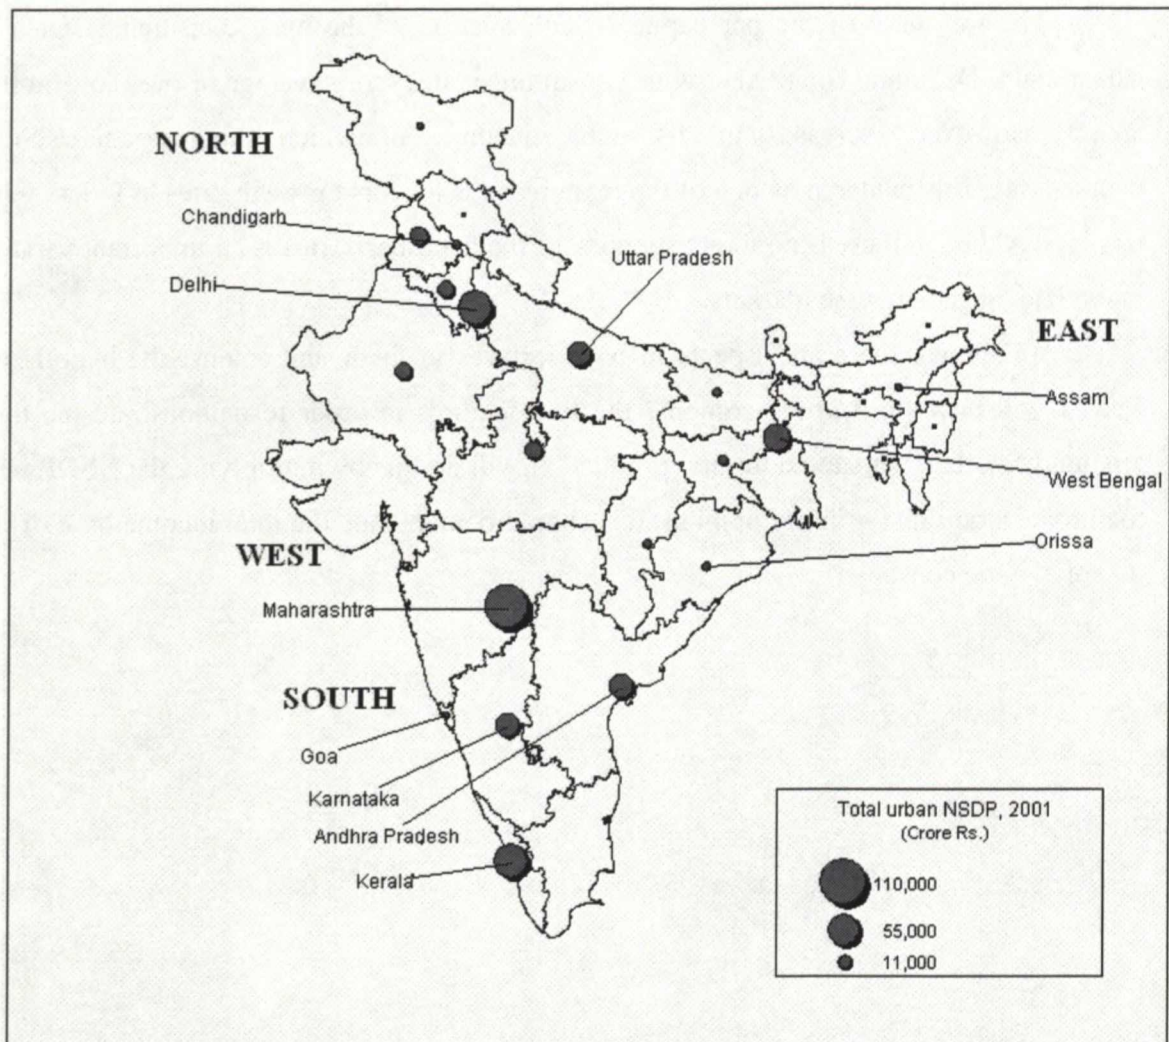 NORTH
Chandigarh
Delhi
Uttar Pradesh
EAST
Assam
West Bengal
Orissa
WEST
Maharashtra
SOUTH
Goa
Karnataka
Andhra Pradesh
Kerala
Total urban NSDP, 2001
(Crore Rs.)
110,000
55,000
11,000